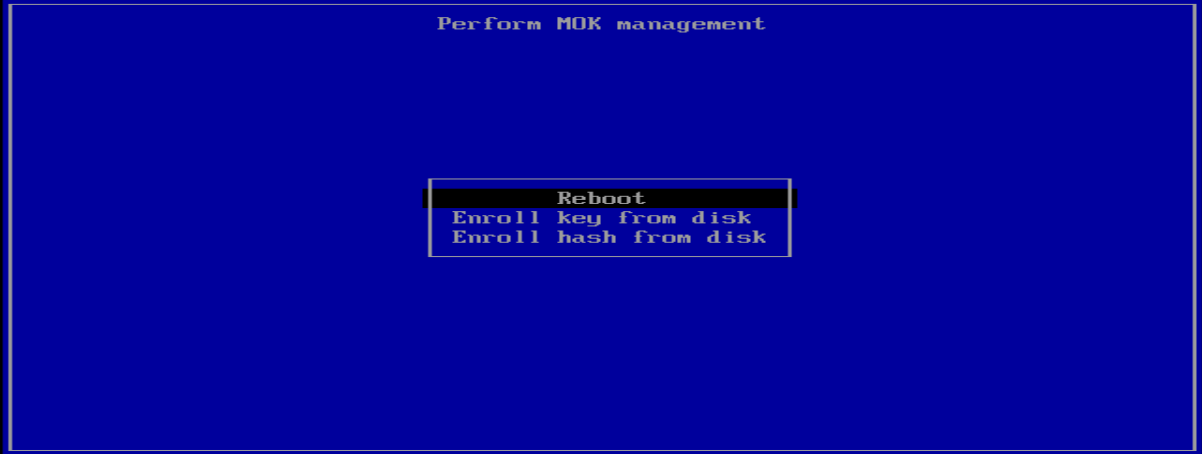 Perform MOK management
Reboot
Enroll key from disk
Enroll hash from disk